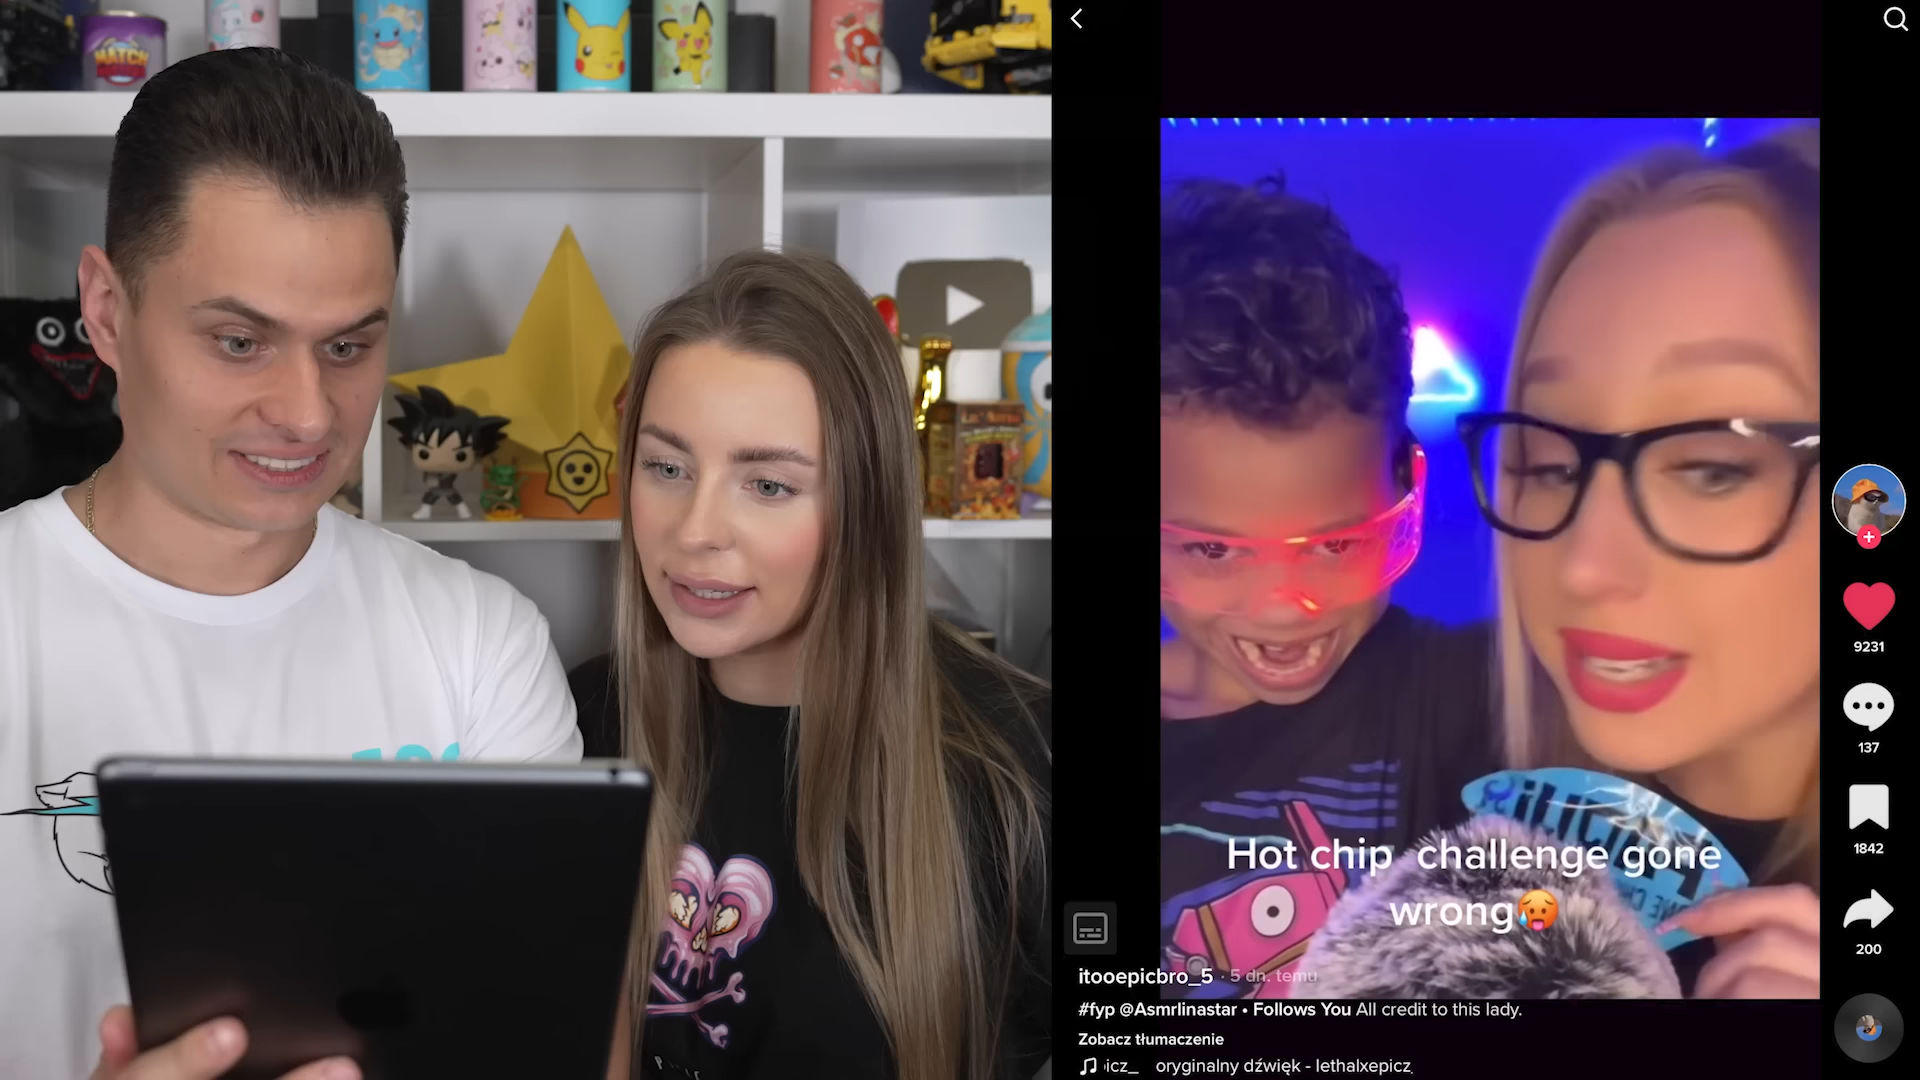 MATCH
Hot chip challenge gone
wrong🥵
9231
137
1842
200
itooepicbro_5 · 5 dn. temu
#fyp @Asmrlinastar • Follows You All credit to this lady.
Zobacz tłumaczenie
icz_ oryginalny dźwięk - lethalxepicz